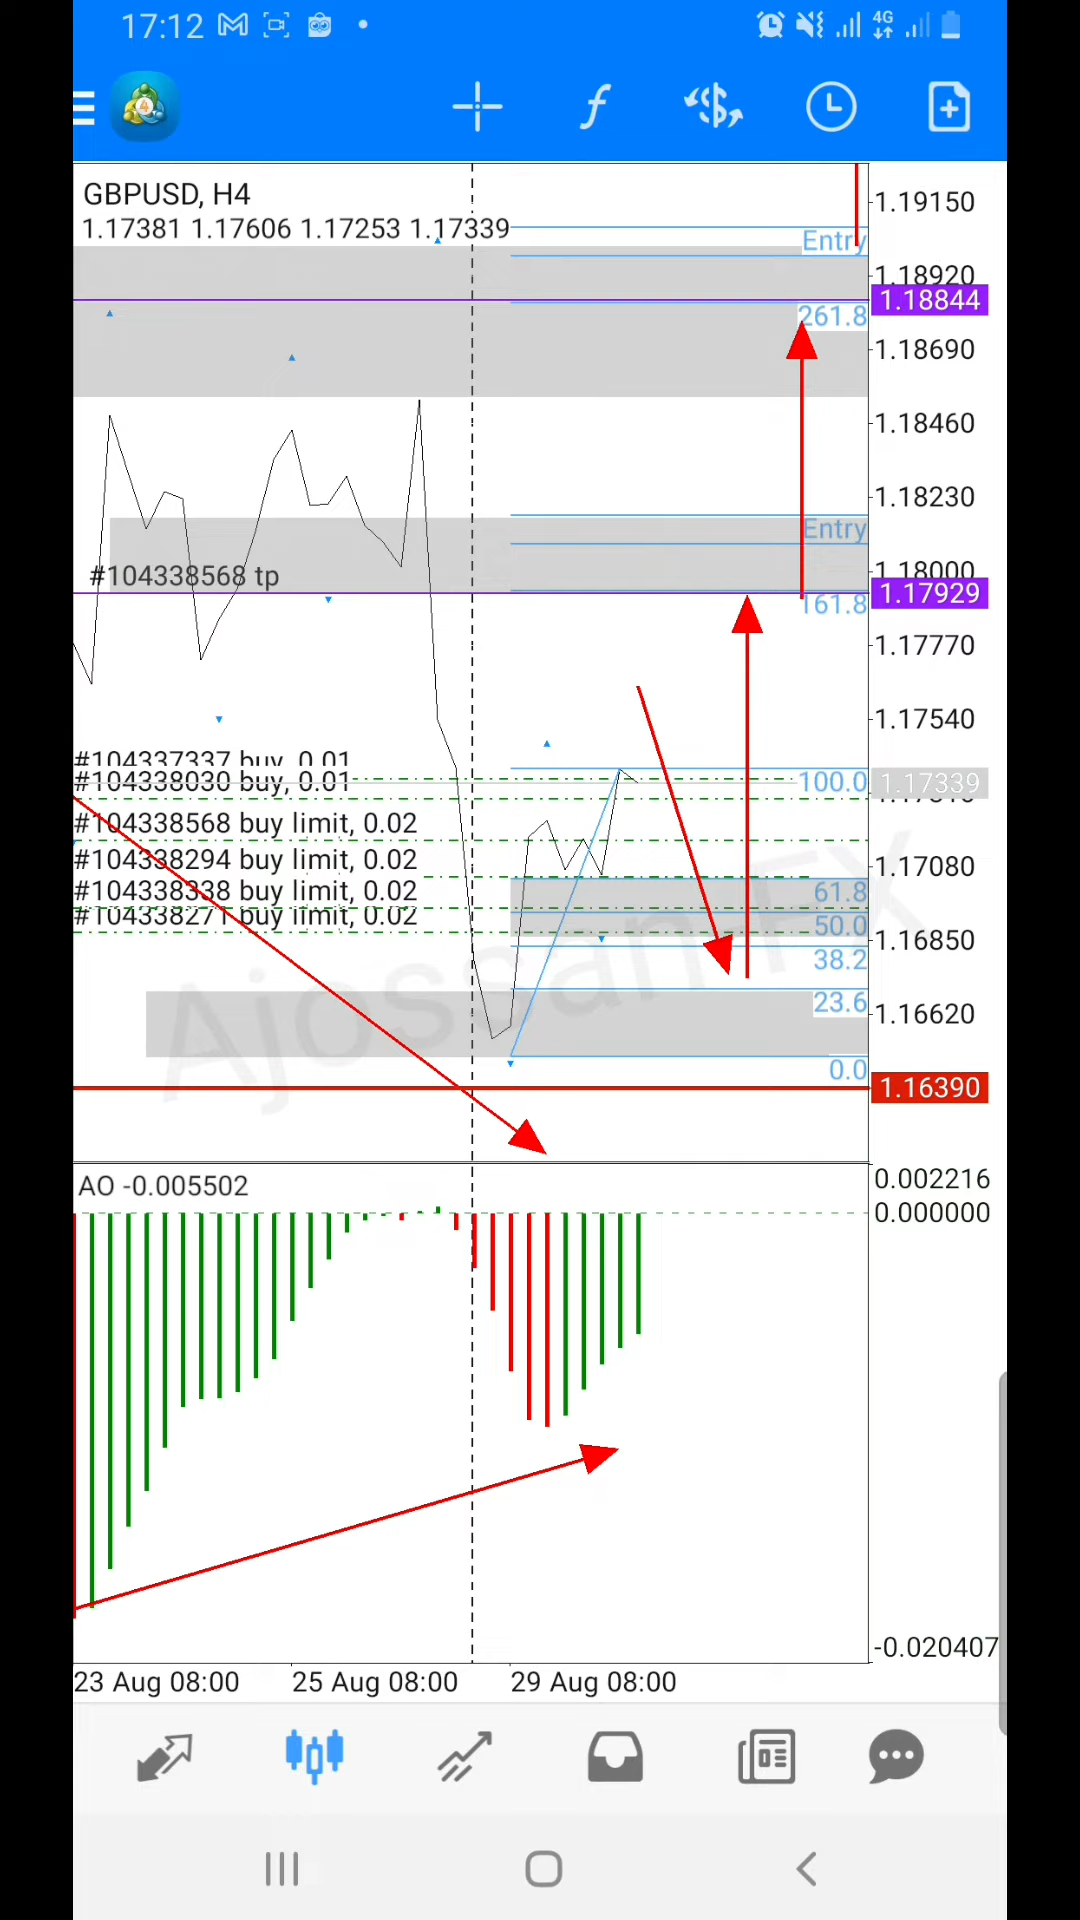 17:12
4G
GBPUSD, H4
1.17381 1.17606 1.17253 1.17339
1.19150
Entry
1.18920
1.18844
261.8
1.18690
1.18460
1.18230
Entry
1.18000
#104338568 tp
1.17929
161.8
1.17770
1.17540
#104337337 buy, 0.01
#104338030 buy, 0.01
100.0
1.17339
#104338568 buy limit, 0.02
#104338294 buy limit, 0.02
1.17080
#104338338 buy limit, 0.02
61.8
#104338271 buy limit, 0.02
50.0
1.16850
38.2
Ajossan-FX
23.6
1.16620
0.0
1.16390
AO -0.005502
0.002216
0.000000
-0.020407
23 Aug 08:00 25 Aug 08:00 29 Aug 08:00